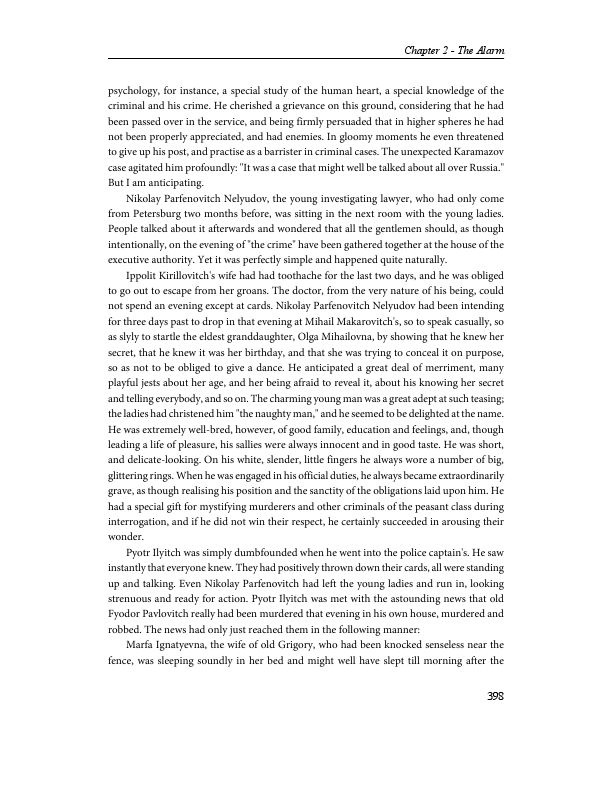 Chapter 2 - The Alarm
psychology, for instance, a special study of the human heart, a special knowledge of the
criminal and his crime. He cherished a grievance on this ground, considering that he had
been passed over in the service, and being firmly persuaded that in higher spheres he had
not been properly appreciated, and had enemies. In gloomy moments he even threatened
to give up his post, and practise as a barrister in criminal cases. The unexpected Karamazov
case agitated him profoundly: "It was a case that might well be talked about all over Russia."
But I am anticipating.
Nikolay Parfenovitch Nelyudov, the young investigating lawyer, who had only come
from Petersburg two months before, was sitting in the next room with the young ladies.
People talked about it afterwards and wondered that all the gentlemen should, as though
intentionally, on the evening of "the crime" have been gathered together at the house of the
executive authority. Yet it was perfectly simple and happened quite naturally.
Ippolit Kirillovitch's wife had had toothache for the last two days, and he was obliged
to go out to escape from her groans. The doctor, from the very nature of his being, could
not spend an evening except at cards. Nikolay Parfenovitch Nelyudov had been intending
for three days past to drop in that evening at Mihail Makarovitch's, so to speak casually, so
as slyly to startle the eldest granddaughter, Olga Mihailovna, by showing that he knew her
secret, that he knew it was her birthday, and that she was trying to conceal it on purpose,
so as not to be obliged to give a dance. He anticipated a great deal of merriment, many
playful jests about her age, and her being afraid to reveal it, about his knowing her secret
and telling everybody, and so on. The charming young man was a great adept at such teasing;
the ladies had christened him "the naughty man," and he seemed to be delighted at the name.
He was extremely well-bred, however, of good family, education and feelings, and, though
leading a life of pleasure, his sallies were always innocent and in good taste. He was short,
and delicate-looking. On his white, slender, little fingers he always wore a number of big,
glittering rings. When he was engaged in his official duties, he always became extraordinarily
grave, as though realising his position and the sanctity of the obligations laid upon him. He
had a special gift for mystifying murderers and other criminals of the peasant class during
interrogation, and if he did not win their respect, he certainly succeeded in arousing their
wonder.
Pyotr Ilyitch was simply dumbfounded when he went into the police captain's. He saw
instantly that everyone knew. They had positively thrown down their cards, all were standing
up and talking. Even Nikolay Parfenovitch had left the young ladies and run in, looking
strenuous and ready for action. Pyotr Ilyitch was met with the astounding news that old
Fyodor Pavlovitch really had been murdered that evening in his own house, murdered and
robbed. The news had only just reached them in the following manner:
Marfa Ignatyevna, the wife of old Grigory, who had been knocked senseless near the
fence, was sleeping soundly in her bed and might well have slept till morning after the
398